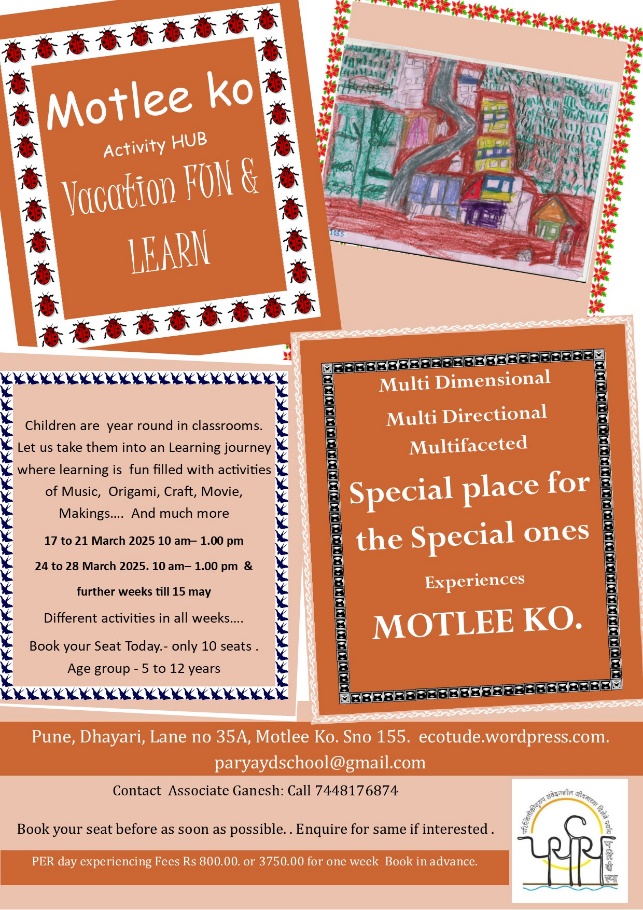 Motlee ko
Activity HUB
Vacation FUN &
LEARN
Multi Dimensional
Multi Directional
Multifaceted
Special place for
the Special ones
Experiences
MOTLEE KO.
Children are year round in classrooms.
Let us take them into an Learning journey
where learning is fun filled with activities
of Music, Origami, Craft, Movie,
Makings.... And much more
17 to 21 March 2025 10 am– 1.00 pm
24 to 28 March 2025. 10 am– 1.00 pm &
further weeks till 15 may
Different activities in all weeks....
Book your Seat Today.- only 10 seats .
Age group - 5 to 12 years
Pune, Dhayari, Lane no 35A, Motlee Ko. Sno 155. ecotude.wordpress.com.
paryaydschool@gmail.com
Contact Associate Ganesh: Call 7448176874
Book your seat before as soon as possible. . Enquire for same if interested .
PER day experiencing Fees Rs 800.00. or 3750.00 for one week Book in advance.